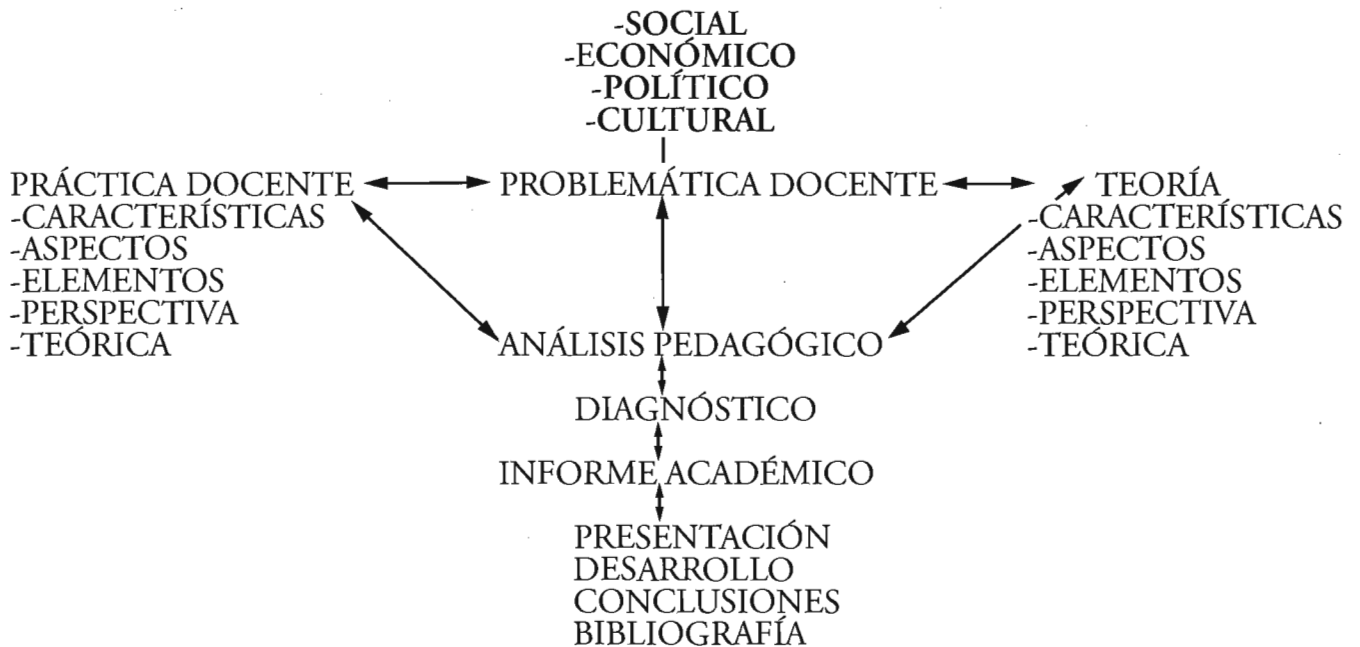 -SOCIAL
-ECONÓMICO
-POLÍTICO
-CULTURAL
PRÁCTICA DOCENTE
-CARACTERÍSTICAS
-ASPECTOS
-ELEMENTOS
-PERSPECTIVA
-TEÓRICA
PROBLEMÁTICA DOCENTE
TEORÍA
-CARACTERÍSTICAS
-ASPECTOS
-ELEMENTOS
-PERSPECTIVA
-TEÓRICA
ANÁLISIS PEDAGÓGICO
DIAGNÓSTICO
INFORME ACADÉMICO
PRESENTACIÓN
DESARROLLO
CONCLUSIONES
BIBLIOGRAFÍA